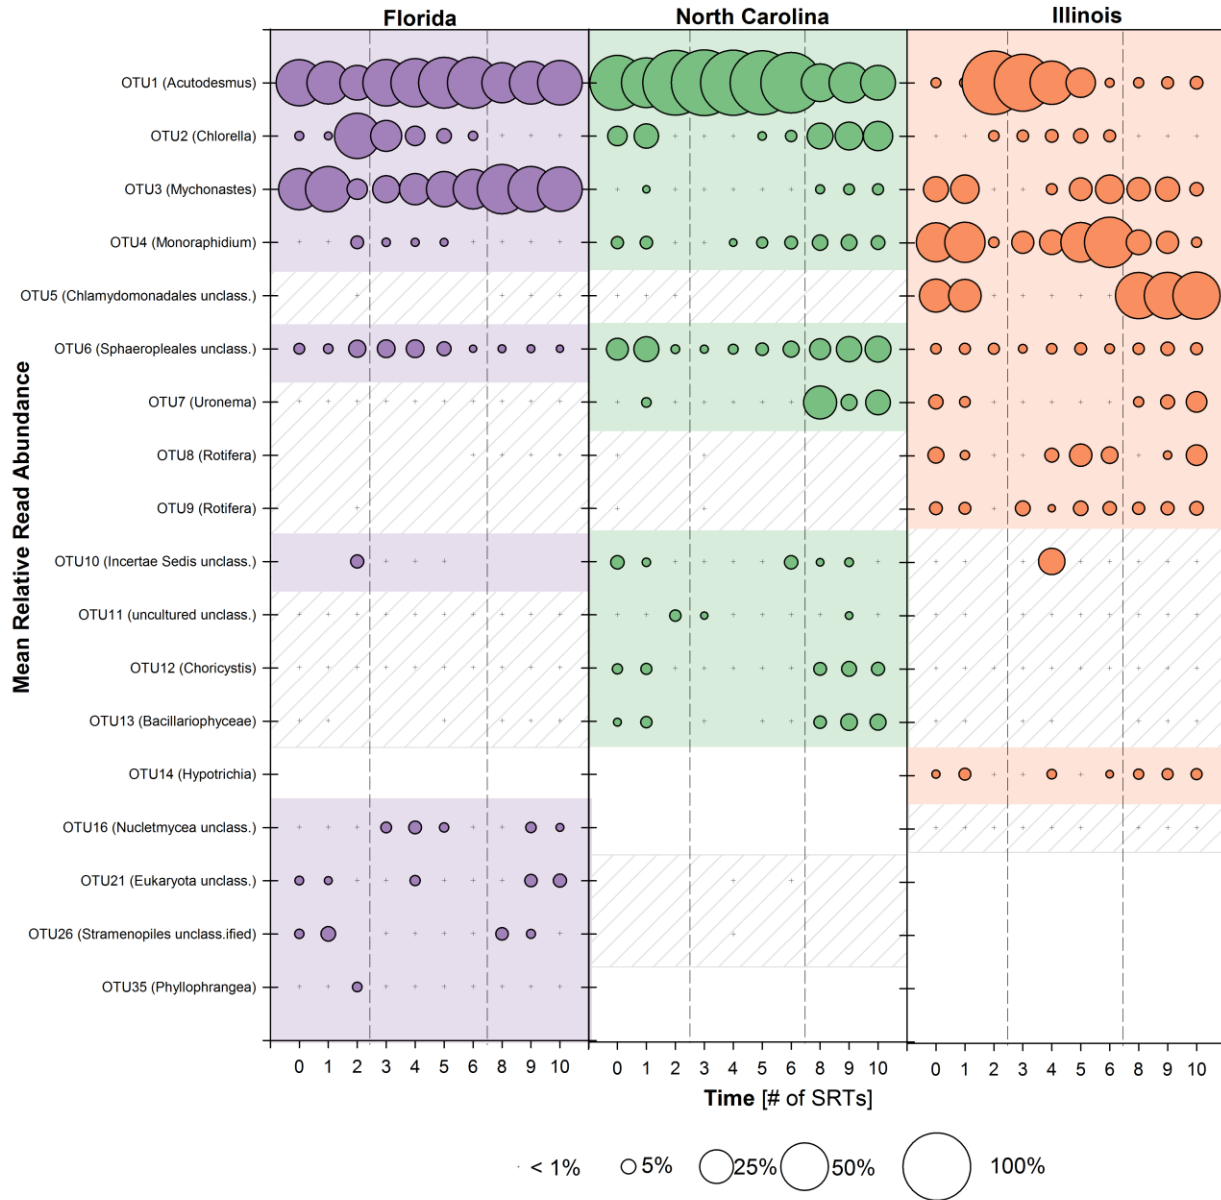 Florida
North Carolina
Illinois
Mean Relative Read Abundance
OTU1 (Acutodesmus)
OTU2 (Chlorella)
OTU3 (Mychonastes)
OTU4 (Monoraphidium)
OTU5 (Chlamydomonadales unclass.)
OTU6 (Sphaeropleales unclass.)
OTU7 (Uronema)
OTU8 (Rotifera)
OTU9 (Rotifera)
OTU10 (Incertae Sedis unclass.)
OTU11 (uncultured unclass.)
OTU12 (Choricystis)
OTU13 (Bacillariophyceae)
OTU14 (Hypotrichia)
OTU16 (Nucletmycea unclass.)
OTU21 (Eukaryota unclass.)
OTU26 (Stramenopiles unclass.ified)
OTU35 (Phyllophrangea)
0 1 2 3 4 5 6 8 9 10
0 1 2 3 4 5 6 8 9 10
0 1 2 3 4 5 6 8 9 10
Time [# of SRTs]
< 1% 5% 25% 50% 100%